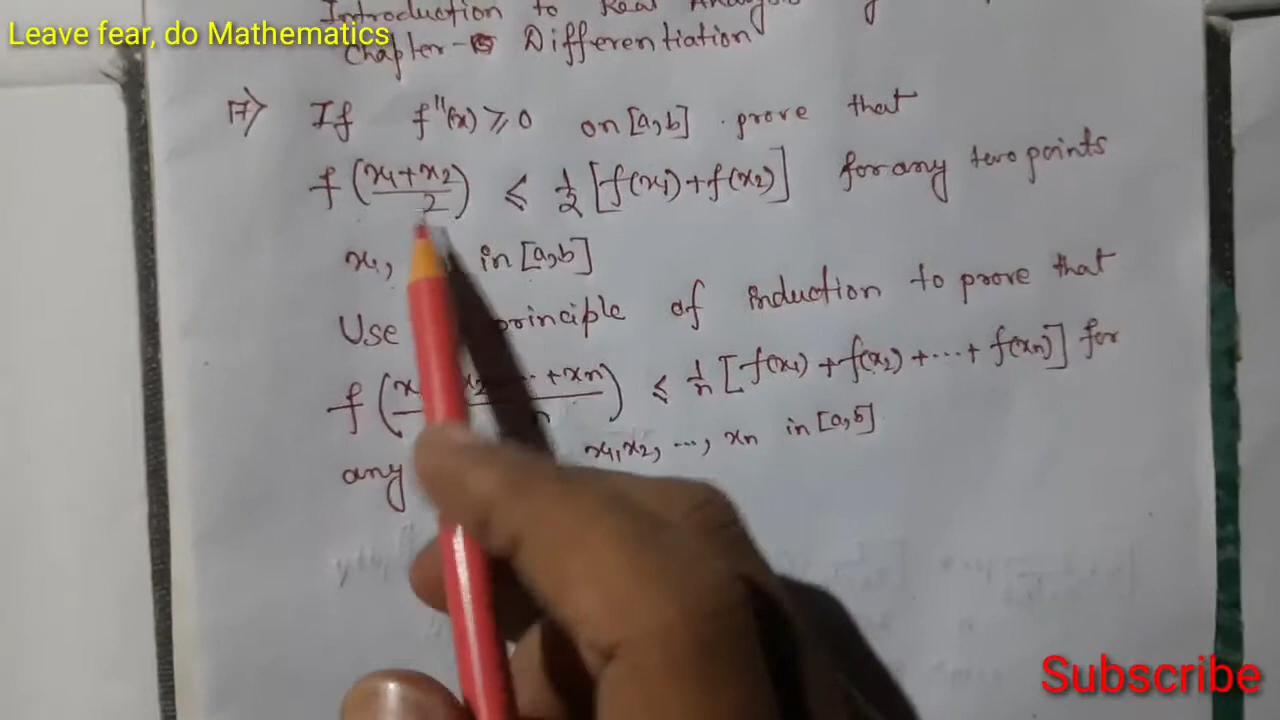 Introduction to Real
Leave fear, do Mathematics
Chapter- Differentiation
17) If f''(x) ≥ 0 on [a,b] . prove that
f((x1+x2)/2) ≤ 1/2 [f(x1)+f(x2)] for any two points
x1, in [a,b]
Use principle of induction to prove that
f( +xn ) ≤ 1/n [f(x1)+f(x2)+...+f(xn)] for
any x1,x2, ..., xn in [a,b]
Subscribe